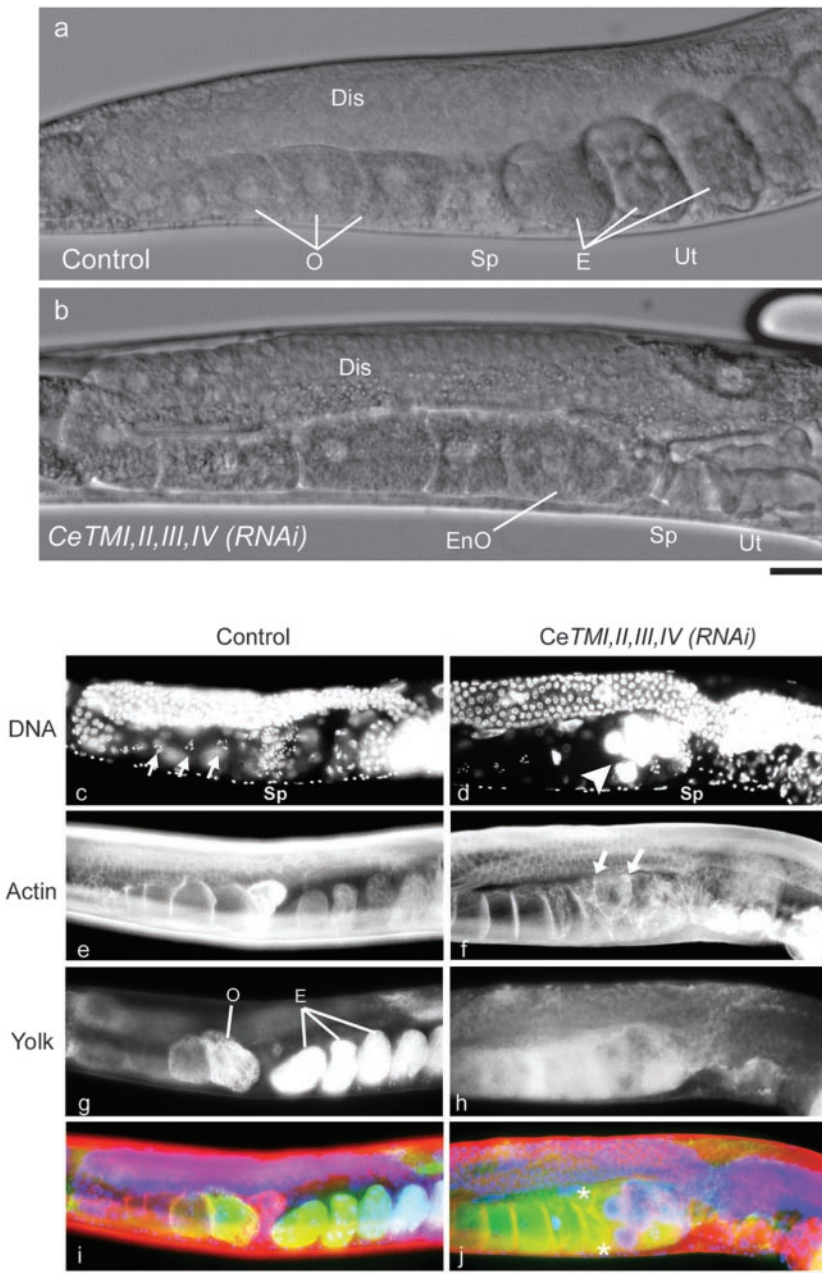 a
Dis
Control
O
Sp
E
Ut
b
Dis
CeTMI,II,III,IV (RNAi)
EnO
Sp
Ut
Control
CeTMI,II,III,IV (RNAi)
DNA
c
Sp
d
Sp
Actin
e
f
Yolk
O
E
g
h
i
*
*
j